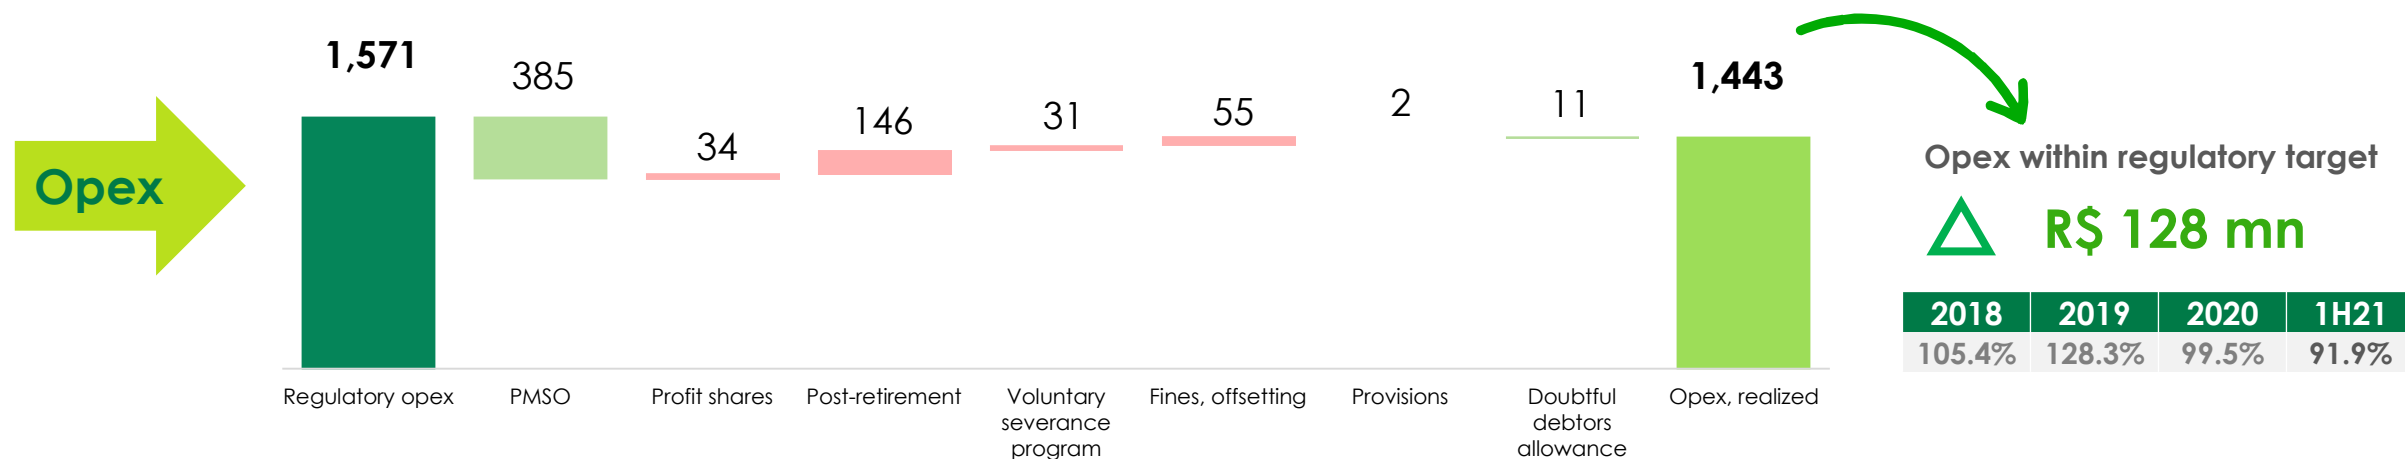 Opex
1,571
385
34
146
31
55
2
11
1,443
Regulatory opex
PMSO
Profit shares
Post-retirement
Voluntary
severance
program
Fines, offsetting
Provisions
Doubtful
debtors
allowance
Opex, realized
Opex within regulatory target
R$ 128 mn
2018 2019 2020 1H21
105.4% 128.3% 99.5% 91.9%